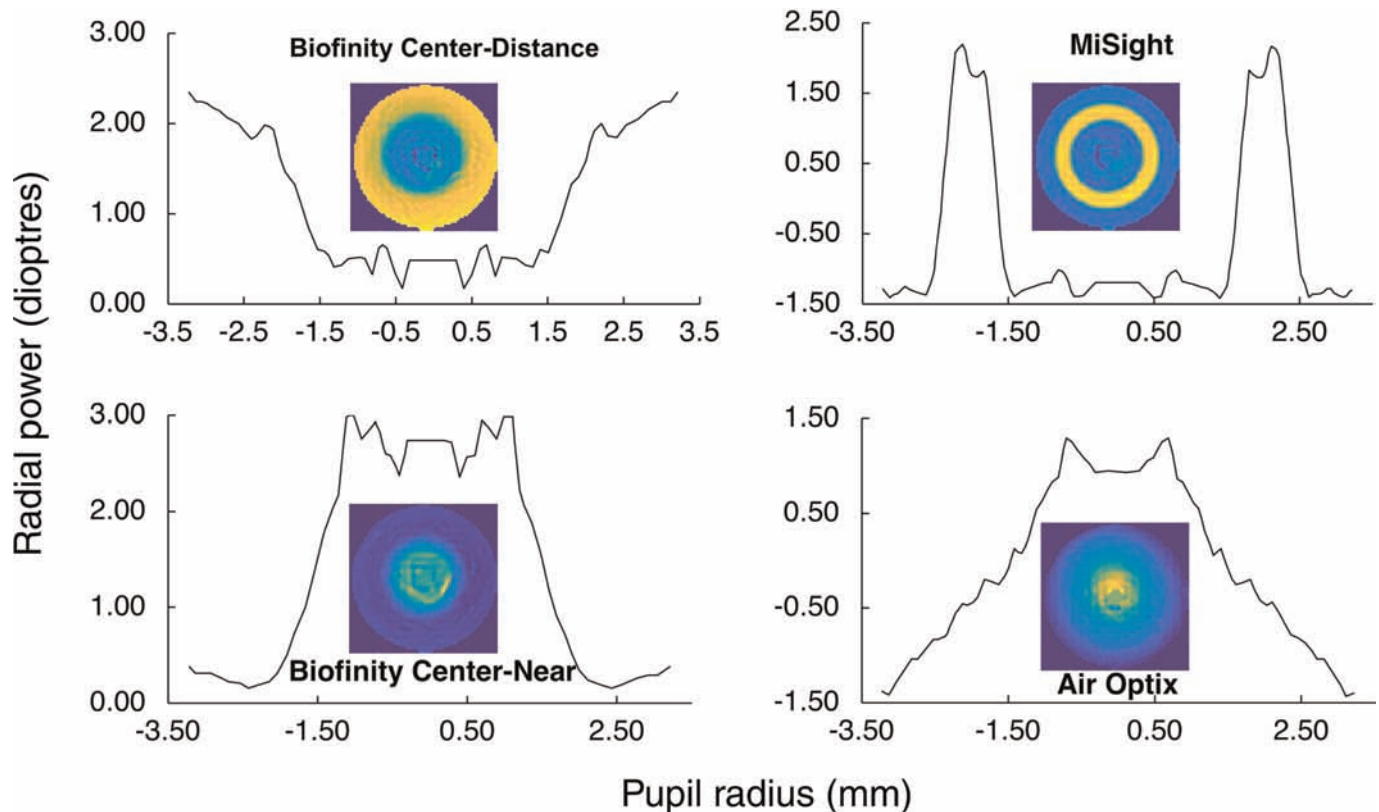 Radial power (dioptres)
Biofinity Center-Distance
3.00
2.00
1.00
0.00
-3.5 -2.5 -1.5 -0.5 0.5 1.5 2.5 3.5
MiSight
2.50
1.50
0.50
-0.50
-1.50
-3.50 -1.50 0.50 2.50
3.00
2.00
1.00
0.00
Biofinity Center-Near
-3.50 -1.50 0.50 2.50
1.50
0.50
-0.50
-1.50
Air Optix
-3.50 -1.50 0.50 2.50
Pupil radius (mm)